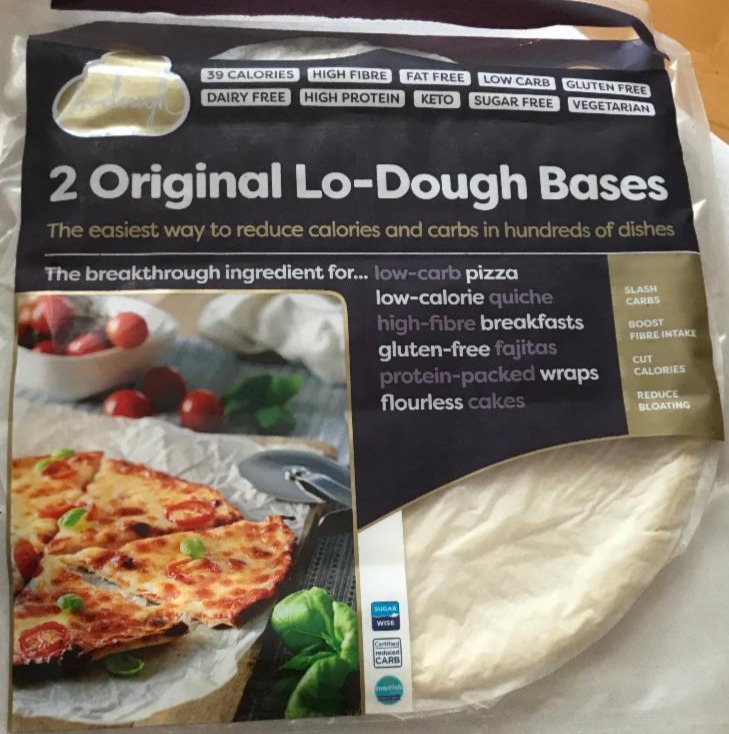 Lo-dough
39 CALORIES HIGH FIBRE FAT FREE LOW CARB GLUTEN FREE
DAIRY FREE HIGH PROTEIN KETO SUGAR FREE VEGETARIAN
2 Original Lo-Dough Bases
The easiest way to reduce calories and carbs in hundreds of dishes
The breakthrough ingredient for... low-carb pizza
low-calorie quiche
high-fibre breakfasts
gluten-free fajitas
protein-packed wraps
flourless cakes
SLASH
CARBS
BOOST
FIBRE INTAKE
CUT
CALORIES
REDUCE
BLOATING
SUGAR
WISE
Certified
reduced
CARB